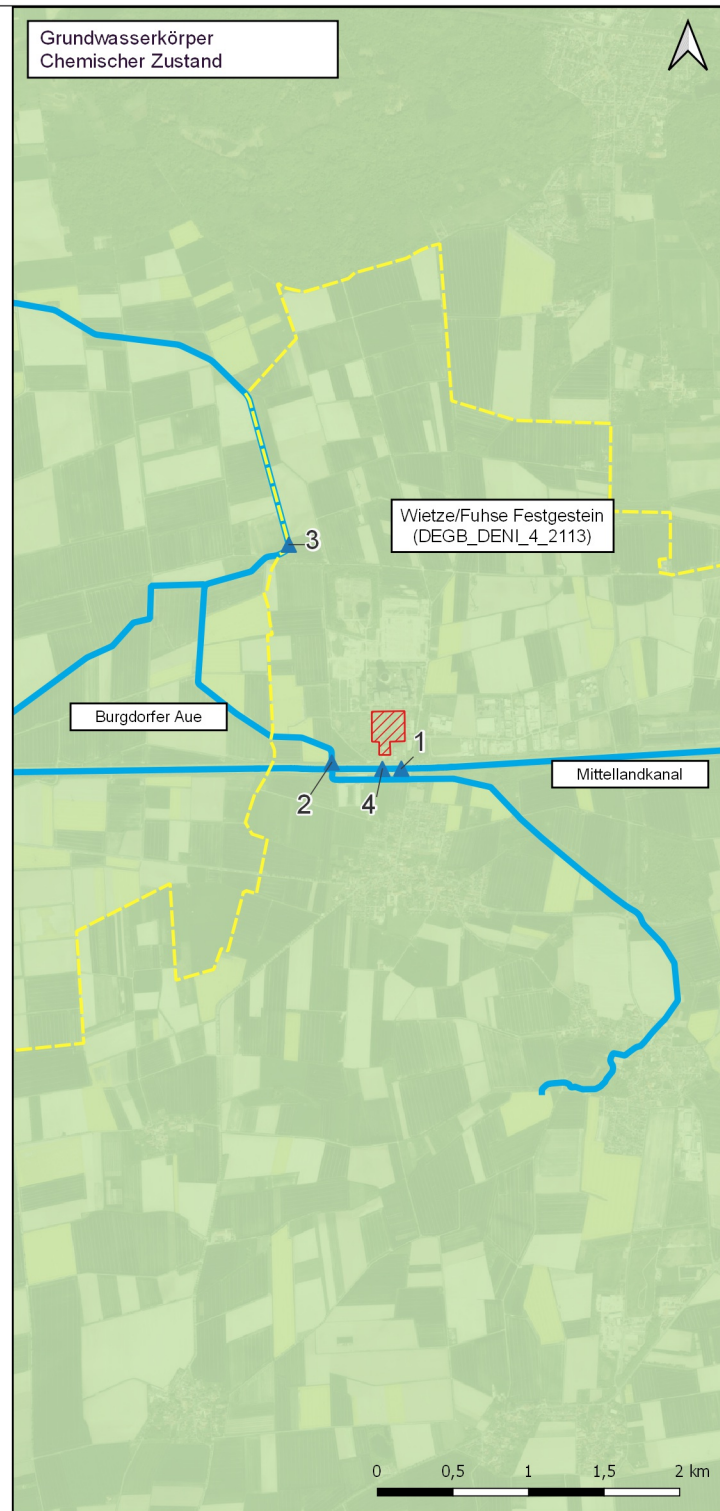 Grundwasserkörper
Chemischer Zustand
3
Wietze/Fuhse Festgestein
(DEGB_DENI_4_2113)
Burgdorfer Aue
1
Mittellandkanal
2
4
0 0,5 1 1,5 2 km